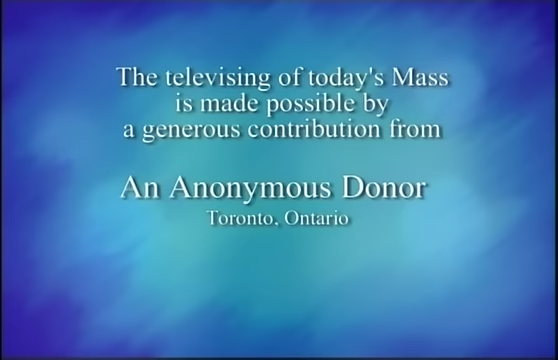 The televising of today's Mass
is made possible by
a generous contribution from
An Anonymous Donor
Toronto, Ontario